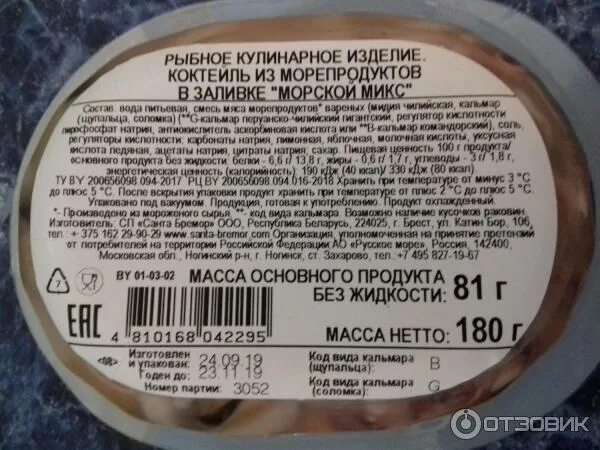 РЫБНОЕ КУЛИНАРНОЕ ИЗДЕЛИЕ.
КОКТЕЙЛЬ ИЗ МОРЕПРОДУКТОВ
В ЗАЛИВКЕ "МОРСКОЙ МИКС"
Состав: вода питьевая, смесь мяса морепродуктов* вареных (мидия чилийская, кальмар
(щупальца, соломка) (**G-кальмар перуанско-чилийский гигантский, регулятор кислотности
пирофосфат натрия, антиокислитель аскорбиновая кислота или **B-кальмар командорский), соль,
регуляторы кислотности: карбонаты натрия, лимонная, яблочная, молочная кислоты, уксусная
кислота ледяная, ацетаты натрия, цитраты натрия, сахар. Пищевая ценность 100 г продукта/
основного продукта без жидкости: белки - 6,6 г/ 13,8 г, жиры - 0,6 г/ 1,7 г, углеводы - 3 г/ 1,8 г,
энергетическая ценность (калорийность): 190 кДж (40 ккал)/ 330 кДж (80 ккал)
ТУ BY 200656098.094-2017 РЦ BY 200656098.094.016-2018 Хранить при температуре от минус 3 °C
до плюс 5 °C. После вскрытия упаковки продукт хранить при температуре от плюс 2 °C до плюс 5 °C.
Упаковано под вакуумом. Продукция, готовая к употреблению. Продукт охлажденный.
*- Произведено из мороженого сырья. **- код вида кальмара. Возможно наличие кусочков раковин.
Изготовитель: СП «Санта Бремор» ООО, Республика Беларусь, 224025, г. Брест, ул. Катин Бор, 106,
т.: + 375 162 29-90-29 www.santa-bremor.com Организация, уполномоченная на принятие претензий
от потребителей на территории Российской Федерации АО «Русское море», Россия, 142400,
Московская обл., Ногинский р-н, г. Ногинск, ст. Захарово, тел.:+7 495 827-19-67
BY 01-03-02
МАССА ОСНОВНОГО ПРОДУКТА
БЕЗ ЖИДКОСТИ: 81 г
7
EAC
4 810168 042295
МАССА НЕТТО: 180 г
Изготовлен
и упакован: 24.09.19
Годен до: 23.11.19
Номер партии: 3052
<08>
Код вида кальмара
(щупальца): B
Код вида кальмара
(соломка): G
ОТЗОВИК